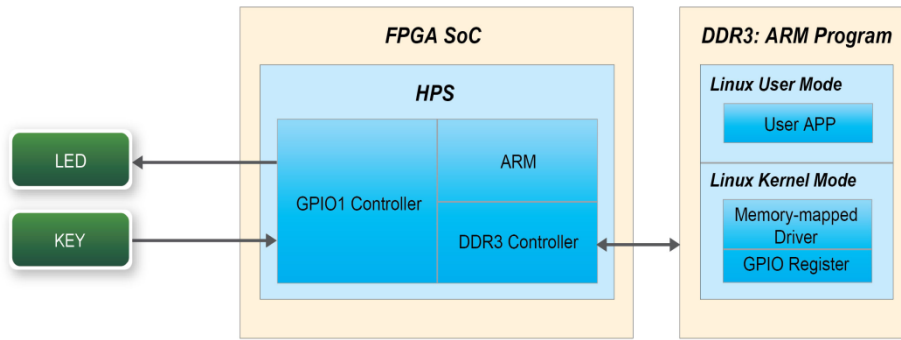 FPGA SoC
HPS
LED
KEY
GPIO1 Controller
ARM
DDR3 Controller
DDR3: ARM Program
Linux User Mode
User APP
Linux Kernel Mode
Memory-mapped
Driver
GPIO Register